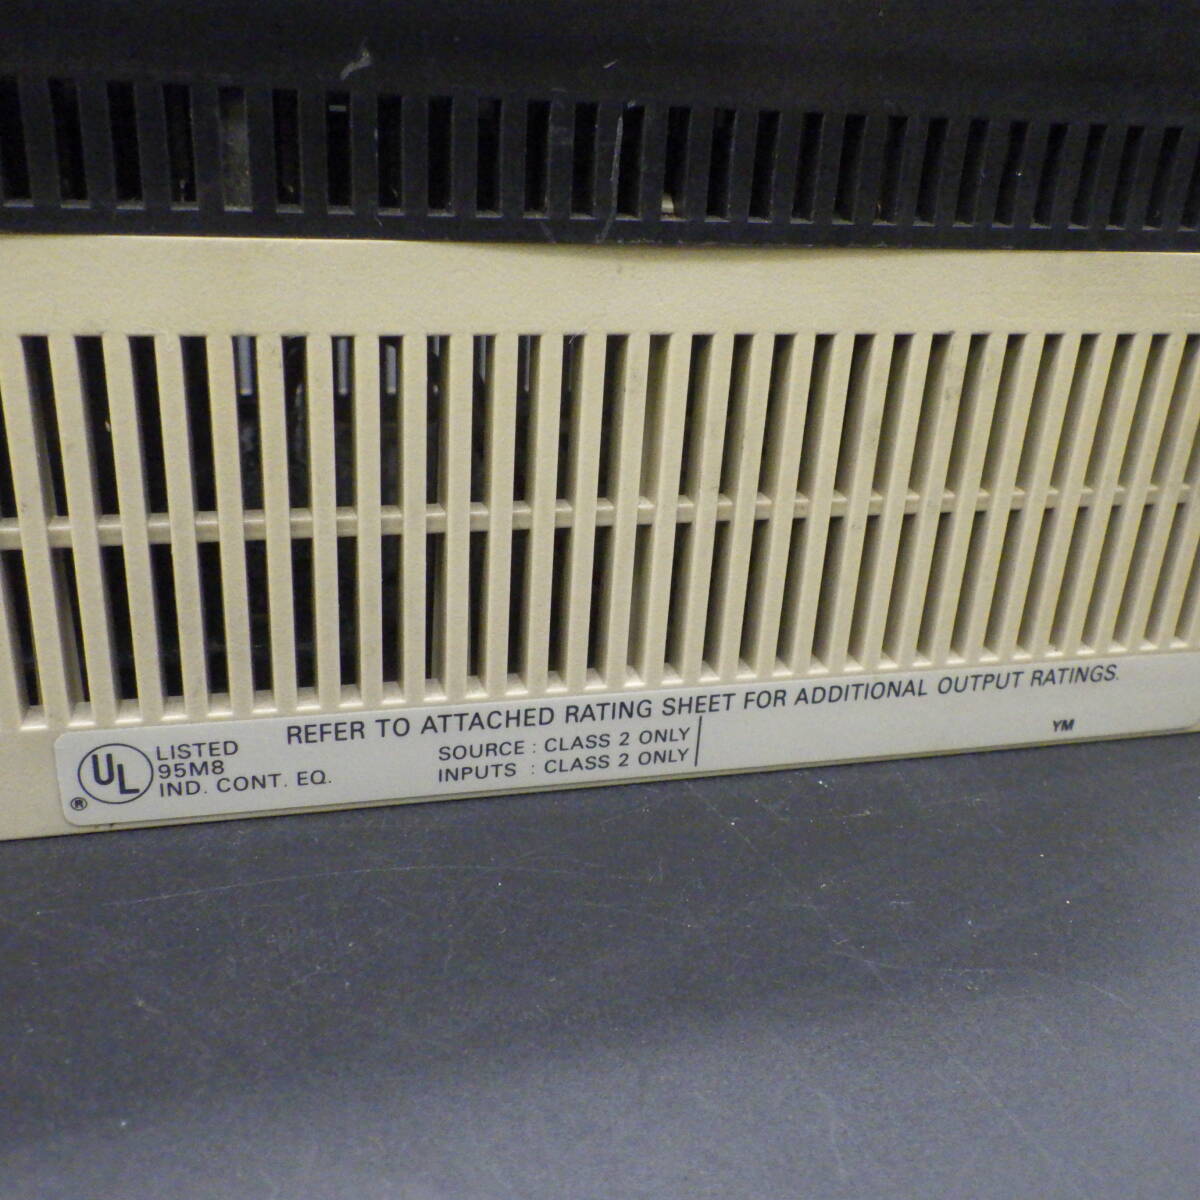 REFER TO ATTACHED RATING SHEET FOR ADDITIONAL OUTPUT RATINGS.
UL
®
LISTED
95M8
IND. CONT. EQ.
SOURCE : CLASS 2 ONLY
INPUTS : CLASS 2 ONLY
YM